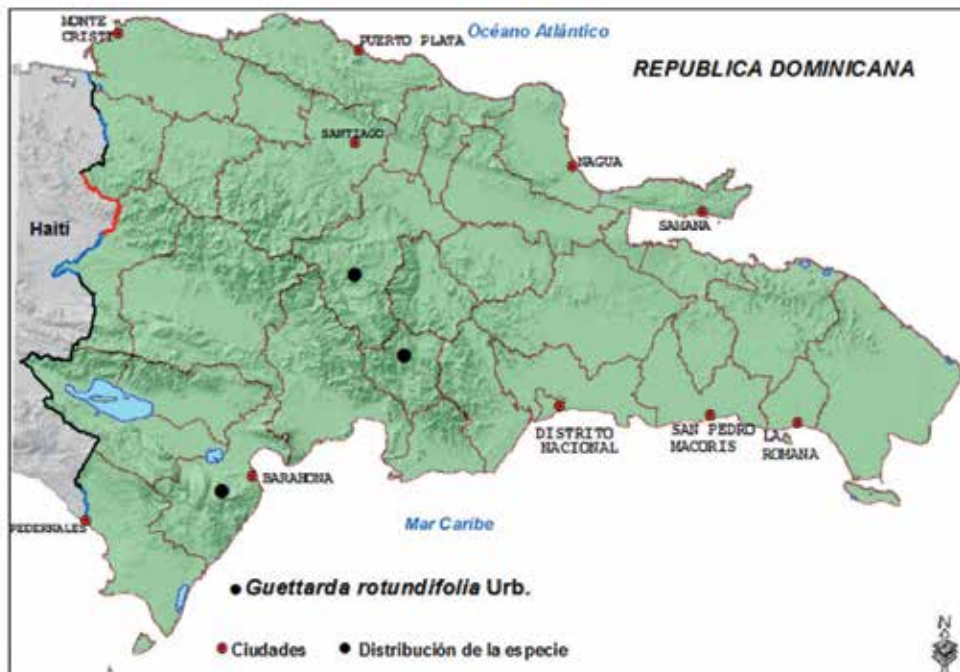 MONTE
CRISTI
PUERTO PLATA
Océano Atlántico
REPUBLICA DOMINICANA
SANTIAGO
NAGUA
SAMANA
Haití
DISTRITO
NACIONAL
SAN PEDRO
MACORIS
LA
ROMANA
BARAHONA
PEDERNALES
Mar Caribe
Guettarda rotundifolia Urb.
Ciudades
Distribución de la especie
N